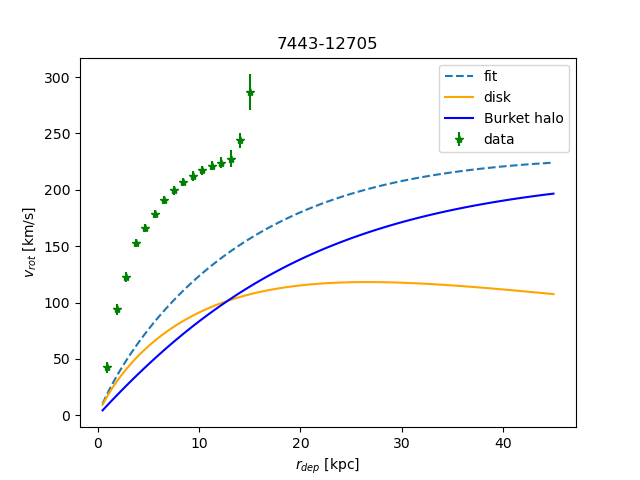 7443-12705
fit
disk
Burket halo
data
300
250
200
150
100
50
0
v_rot [km/s]
0 10 20 30 40
r_dep [kpc]